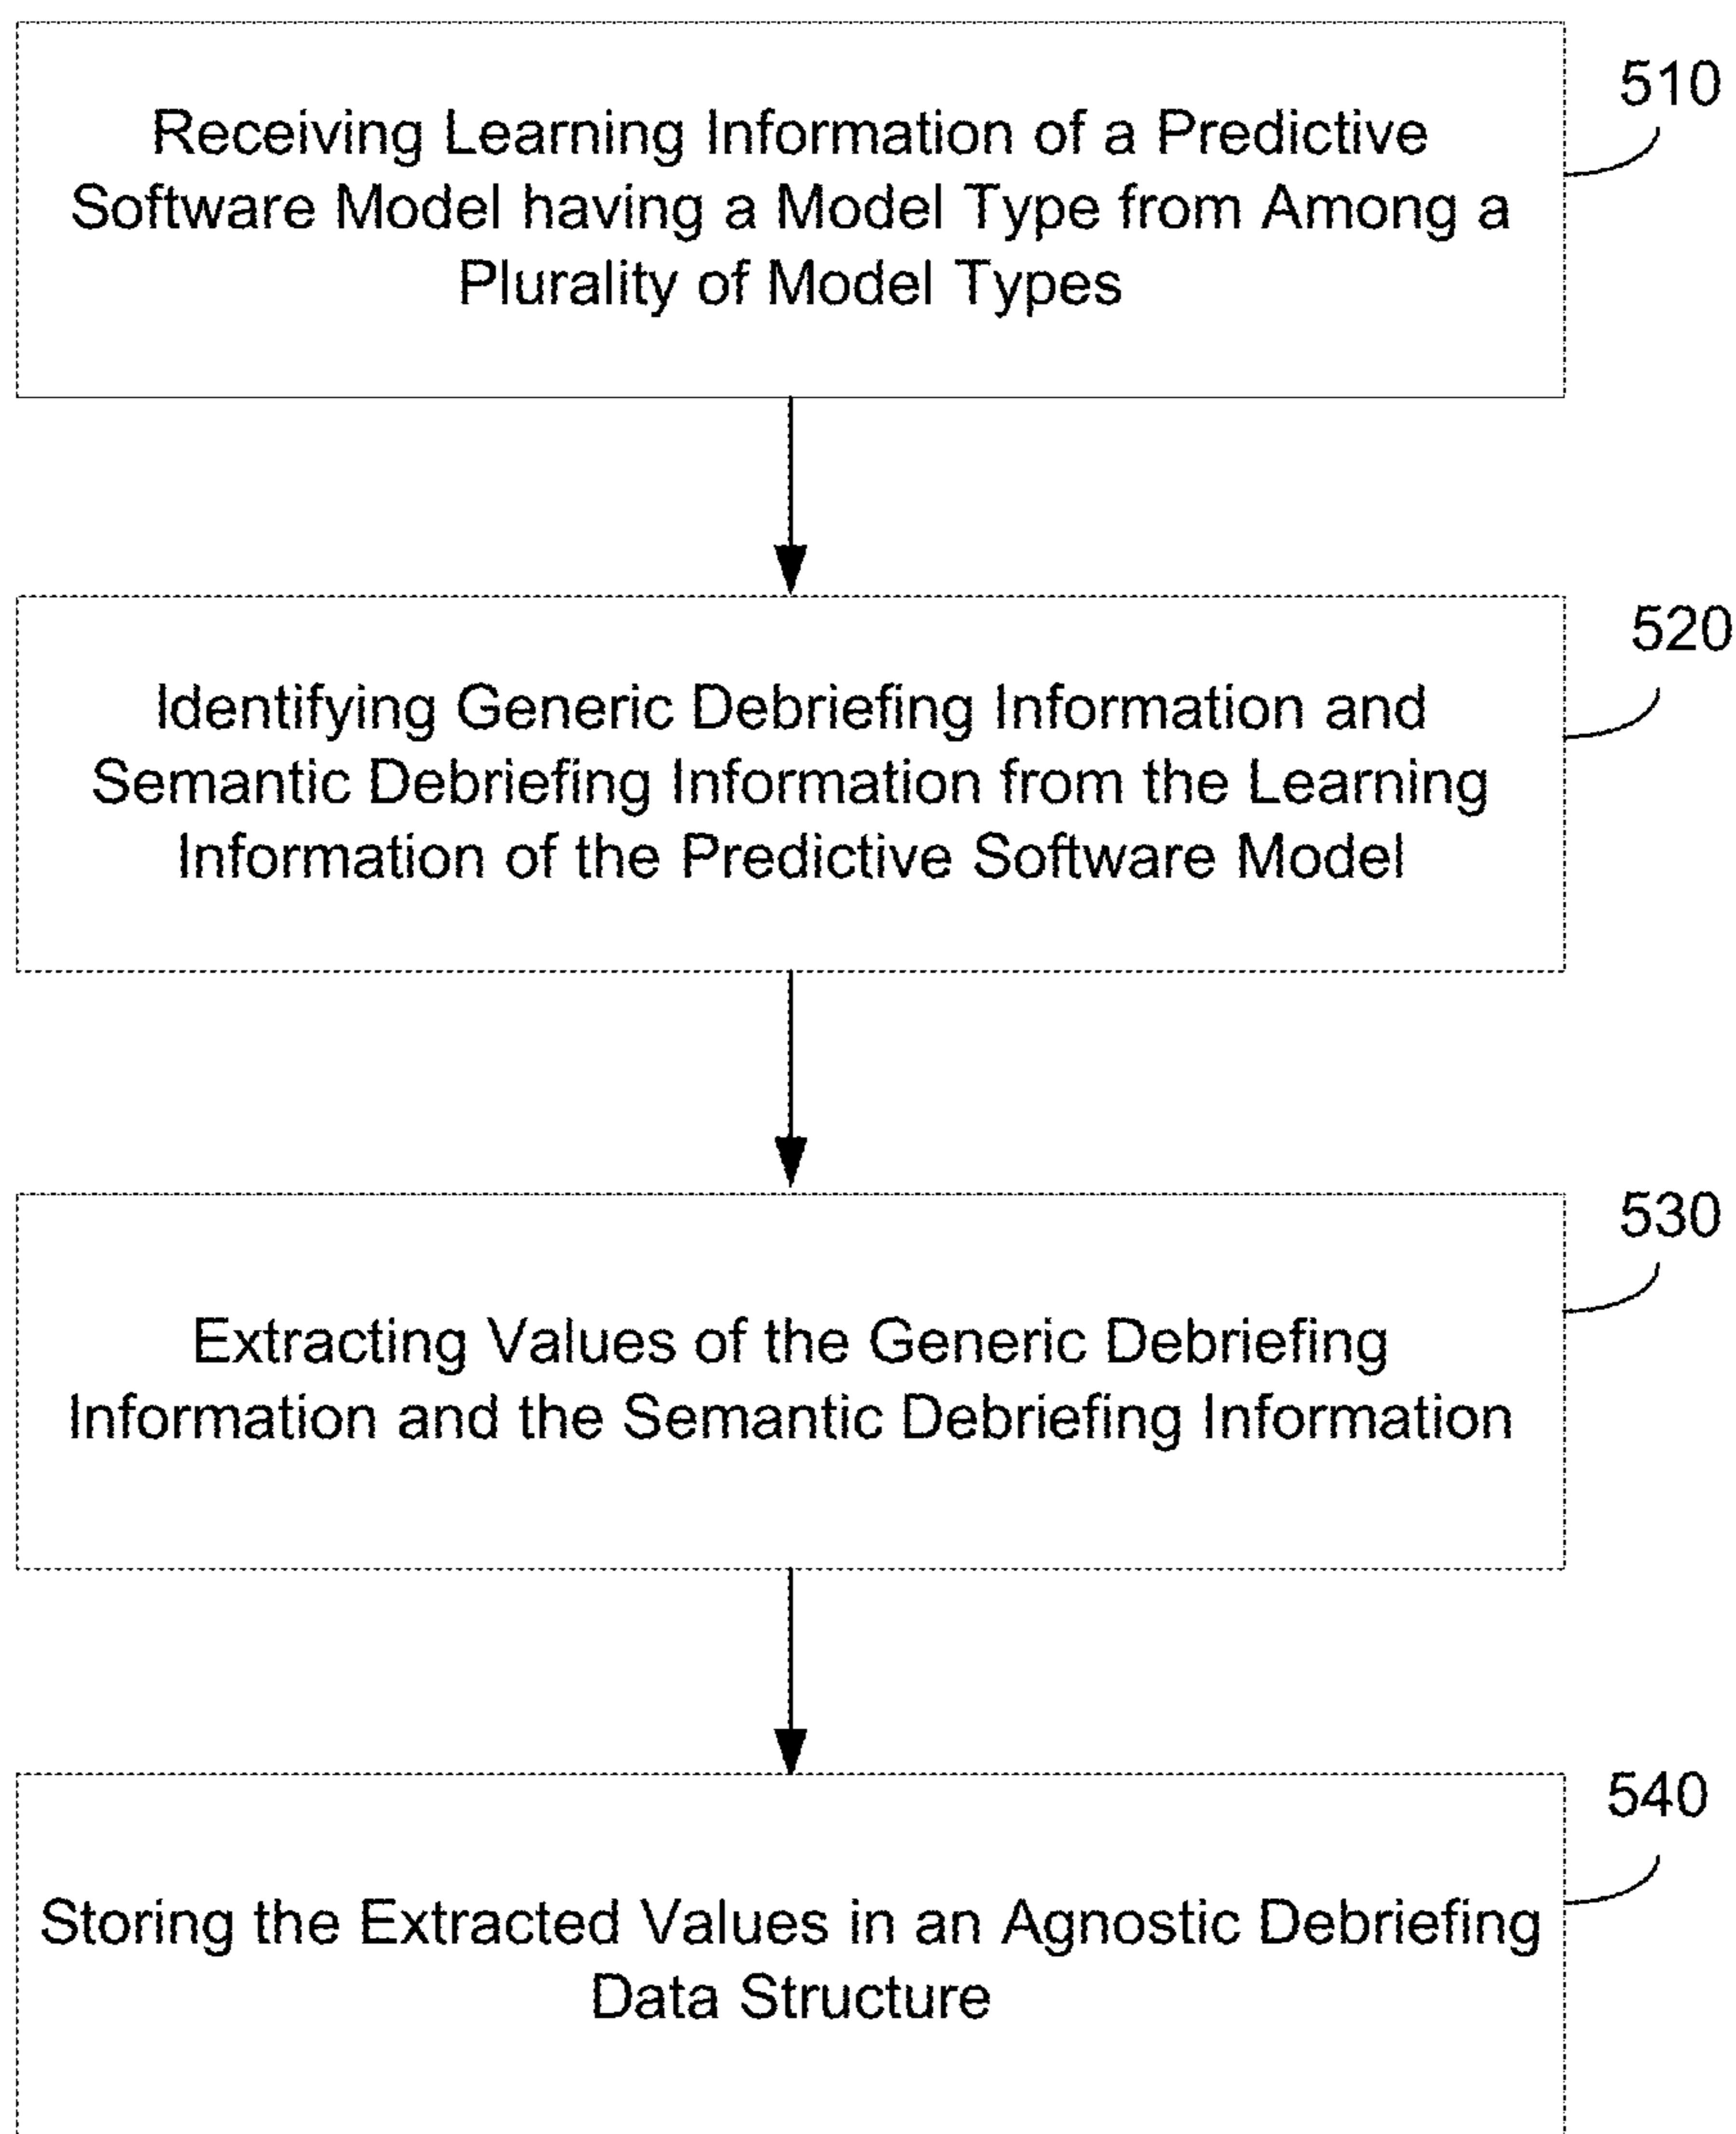 510
Receiving Learning Information of a Predictive
Software Model having a Model Type from Among a
Plurality of Model Types
520
Identifying Generic Debriefing Information and
Semantic Debriefing Information from the Learning
Information of the Predictive Software Model
530
Extracting Values of the Generic Debriefing
Information and the Semantic Debriefing Information
540
Storing the Extracted Values in an Agnostic Debriefing
Data Structure